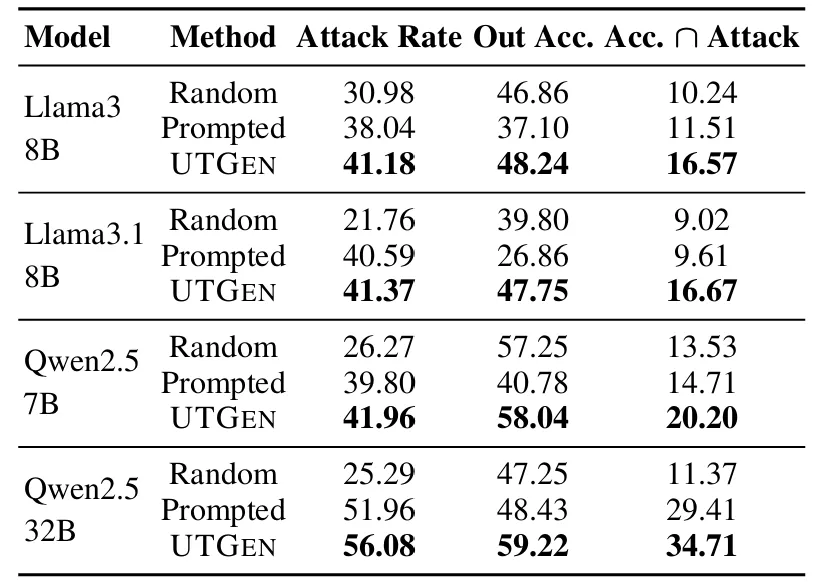 Model Method Attack Rate Out Acc. Acc. ∩ Attack
Llama3 8B Random 30.98 46.86 10.24
Prompted 38.04 37.10 11.51
UTGEN 41.18 48.24 16.57
Llama3.1 8B Random 21.76 39.80 9.02
Prompted 40.59 26.86 9.61
UTGEN 41.37 47.75 16.67
Qwen2.5 7B Random 26.27 57.25 13.53
Prompted 39.80 40.78 14.71
UTGEN 41.96 58.04 20.20
Qwen2.5 32B Random 25.29 47.25 11.37
Prompted 51.96 48.43 29.41
UTGEN 56.08 59.22 34.71